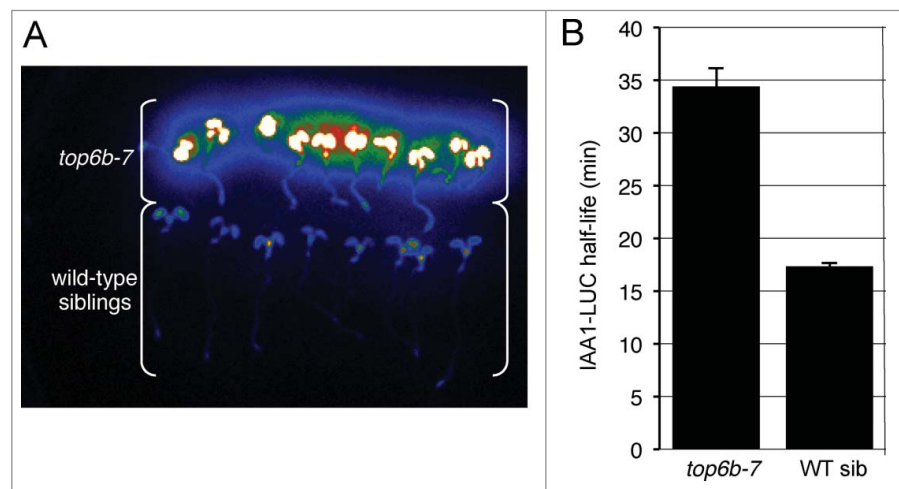 A
top6b-7
wild-type
siblings
B
IAA1-LUC half-life (min)
40
35
30
25
20
15
10
5
0
top6b-7 WT sib